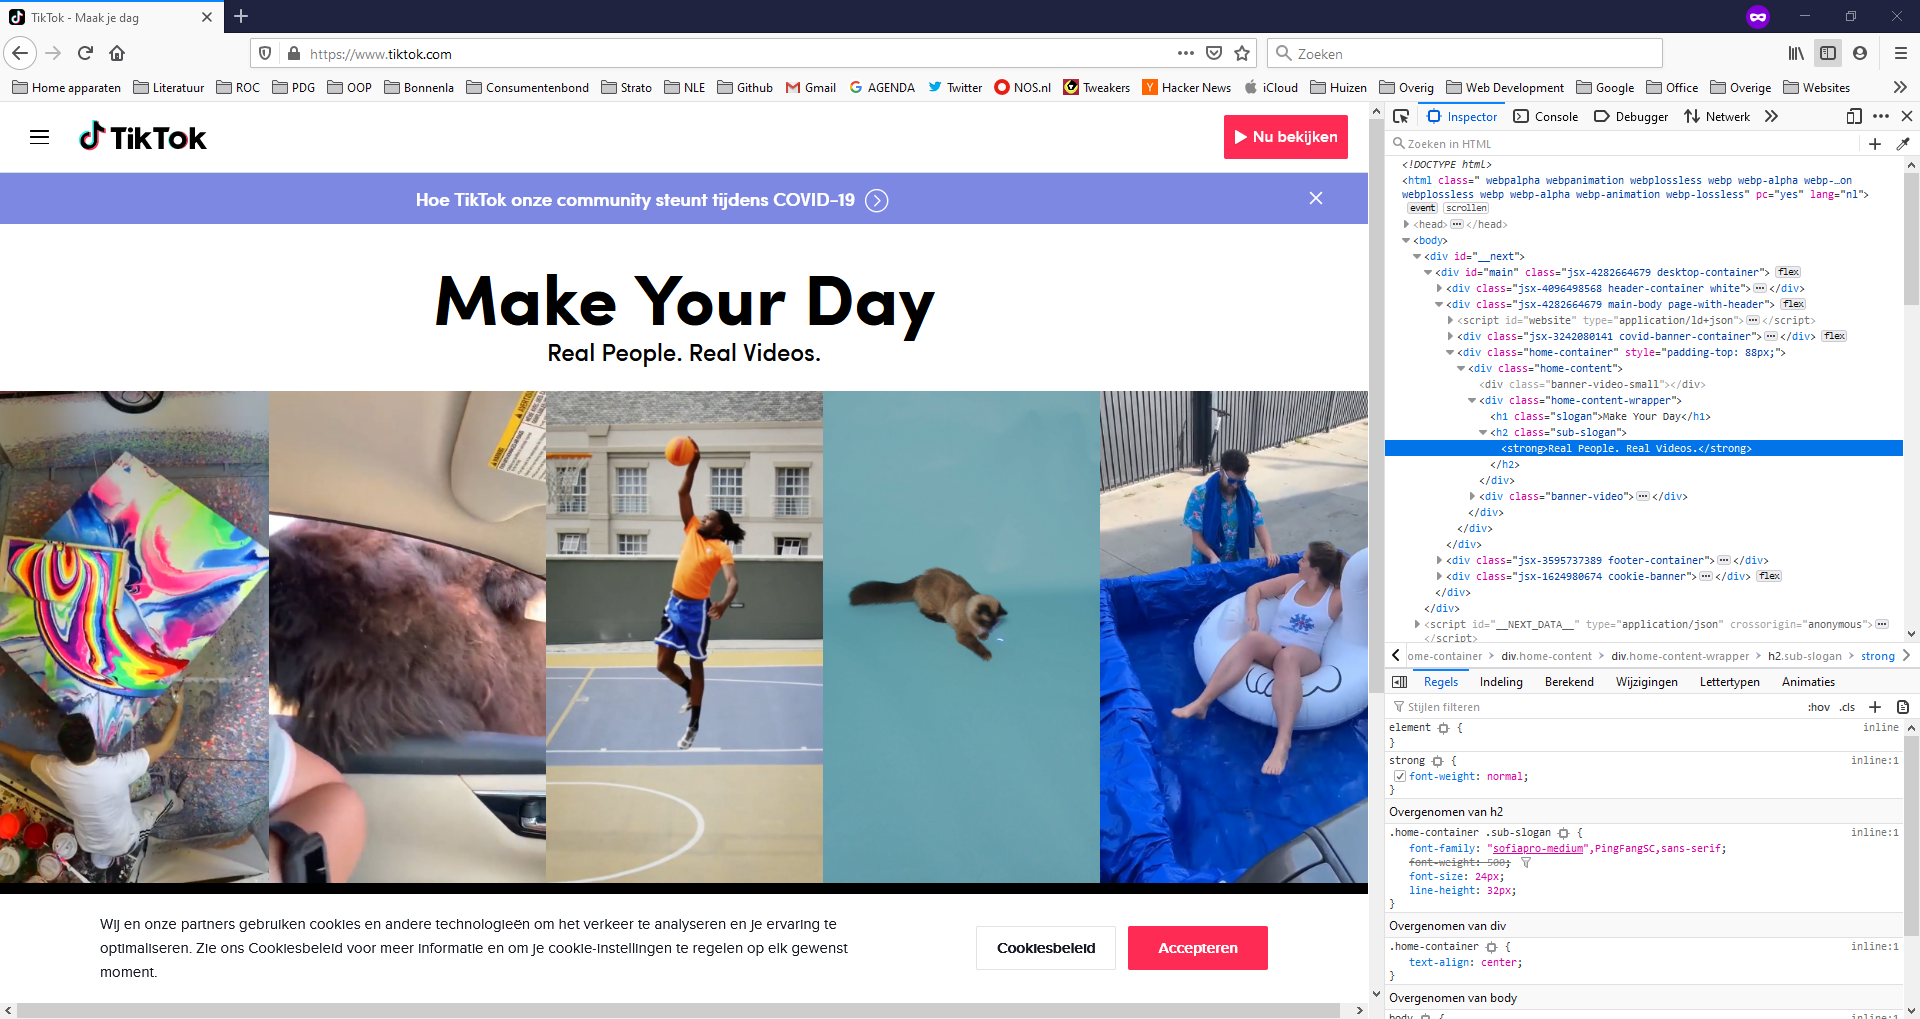 TikTok - Maak je dag
https://www.tiktok.com
Zoeken
Home apparaten Literatuur ROC PDG OOP Bonnenla Consumentenbond Strato NLE Github Gmail AGENDA Twitter NOS.nl Tweakers Hacker News iCloud Huizen Overig Web Development Google Office Overige Websites
TikTok
Nu bekijken
Hoe TikTok onze community steunt tijdens COVID-19
Make Your Day
Real People. Real Videos.
Wij en onze partners gebruiken cookies en andere technologieën om het verkeer te analyseren en je ervaring te
optimaliseren. Zie ons Cookiesbeleid voor meer informatie en om je cookie-instellingen te regelen op elk gewenst
moment.
Cookiesbeleid
Accepteren
Inspector Console Debugger Netwerk
Zoeken in HTML
<!DOCTYPE html>
<html class=" webpalpha webpanimation webplossless webp webp-alpha webp-…on
webplossless webp webp-alpha webp-animation webp-lossless" pc="yes" lang="nl">
event scrollen
<head>…</head>
<body>
<div id="__next">
<div id="main" class="jsx-4282664679 desktop-container"> flex
<div class="jsx-4096498568 header-container white">…</div>
<div class="jsx-4282664679 main-body page-with-header"> flex
<script id="website" type="application/ld+json">…</script>
<div class="jsx-3242080141 covid-banner-container">…</div> flex
<div class="home-container" style="padding-top: 88px;">
<div class="home-content">
<div class="banner-video-small"></div>
<div class="home-content-wrapper">
<h1 class="slogan">Make Your Day</h1>
<h2 class="sub-slogan">
<strong>Real People. Real Videos.</strong>
</h2>
</div>
<div class="banner-video">…</div>
</div>
</div>
</div>
<div class="jsx-3595737389 footer-container">…</div>
<div class="jsx-1624980674 cookie-banner">…</div> flex
</div>
</div>
<script id="__NEXT_DATA__" type="application/json" crossorigin="anonymous">…
</script>
ome-container > div.home-content > div.home-content-wrapper > h2.sub-slogan > strong
Regels Indeling Berekend Wijzigingen Lettertypen Animaties
Stijlen filteren :hov .cls
element { inline
}
strong { inline:1
font-weight: normal;
}
Overgenomen van h2
.home-container .sub-slogan { inline:1
font-family: "sofiapro-medium",PingFangSC,sans-serif;
font-weight: 500;
font-size: 24px;
line-height: 32px;
}
Overgenomen van div
.home-container { inline:1
text-align: center;
}
Overgenomen van body
body { inline:1